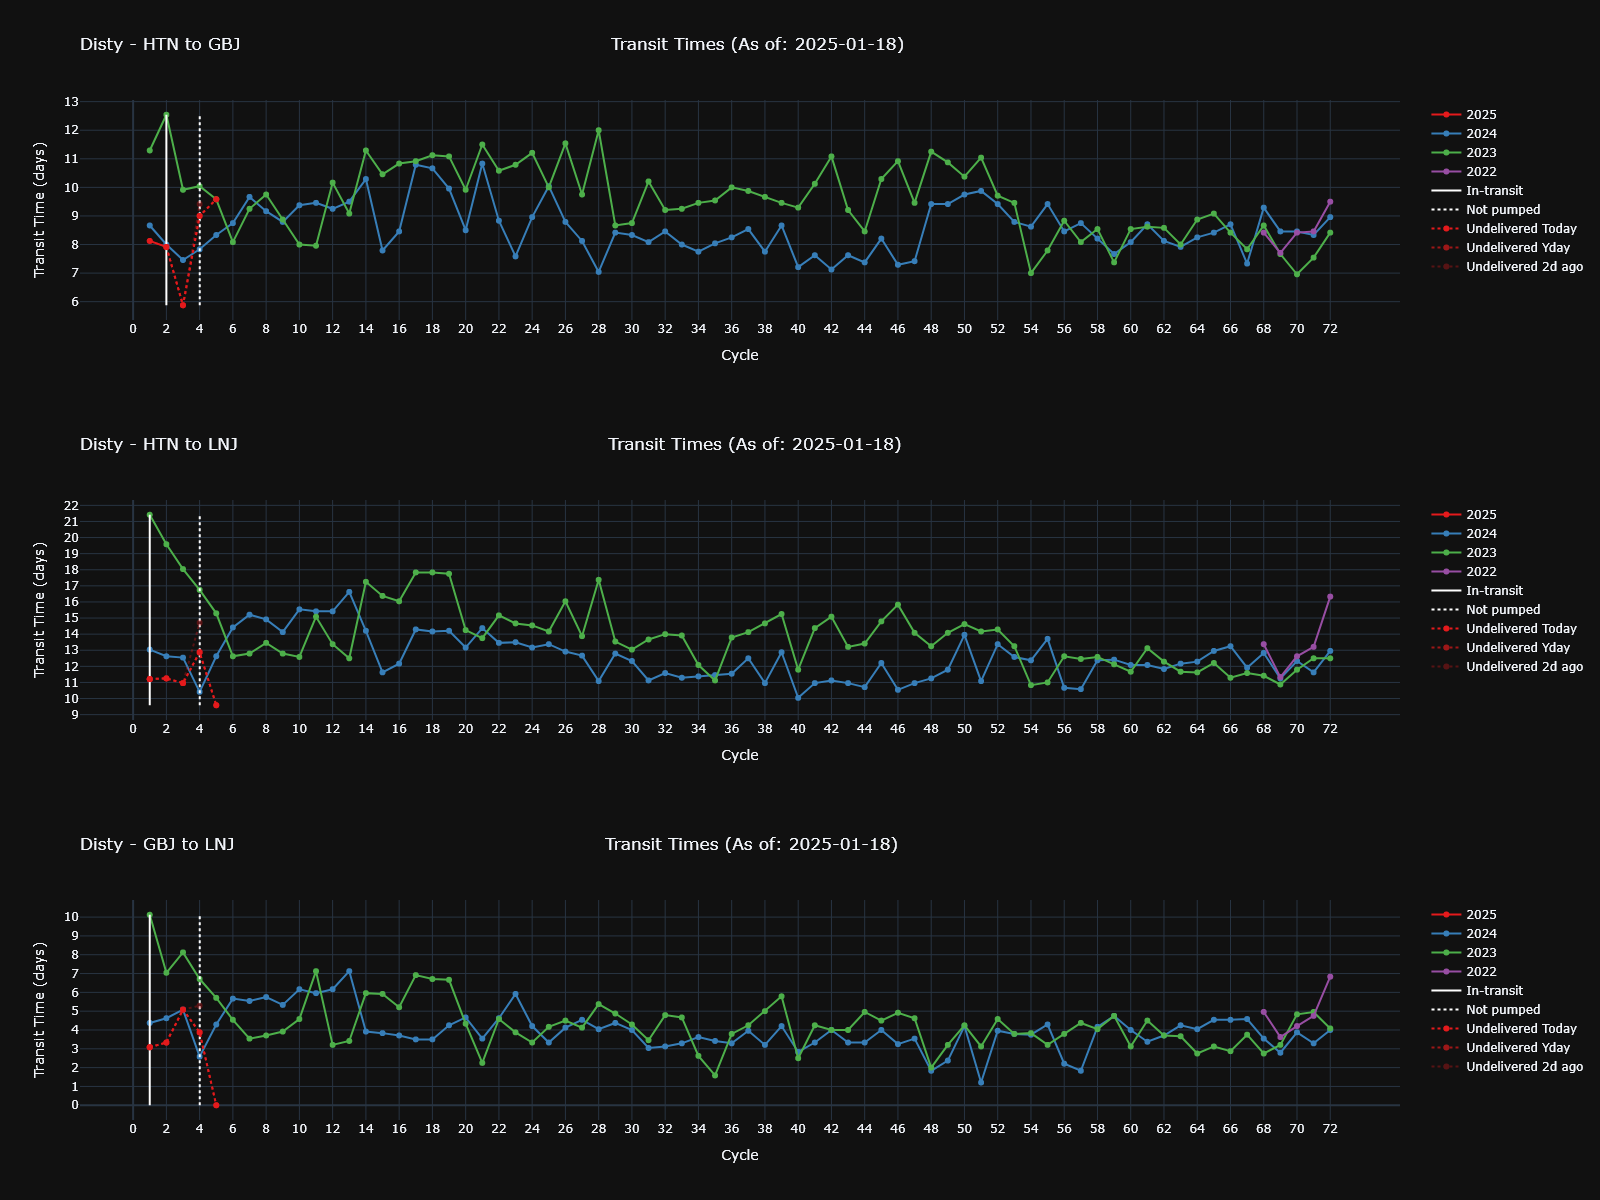 Disty - HTN to GBJ
Transit Times (As of: 2025-01-18)
Transit Time (days)
13
12
11
10
9
8
7
6
0 2 4 6 8 10 12 14 16 18 20 22 24 26 28 30 32 34 36 38 40 42 44 46 48 50 52 54 56 58 60 62 64 66 68 70 72
Cycle
2025
2024
2023
2022
In-transit
Not pumped
Undelivered Today
Undelivered Yday
Undelivered 2d ago
Disty - HTN to LNJ
Transit Times (As of: 2025-01-18)
Transit Time (days)
22
21
20
19
18
17
16
15
14
13
12
11
10
9
0 2 4 6 8 10 12 14 16 18 20 22 24 26 28 30 32 34 36 38 40 42 44 46 48 50 52 54 56 58 60 62 64 66 68 70 72
Cycle
2025
2024
2023
2022
In-transit
Not pumped
Undelivered Today
Undelivered Yday
Undelivered 2d ago
Disty - GBJ to LNJ
Transit Times (As of: 2025-01-18)
Transit Time (days)
10
9
8
7
6
5
4
3
2
1
0
0 2 4 6 8 10 12 14 16 18 20 22 24 26 28 30 32 34 36 38 40 42 44 46 48 50 52 54 56 58 60 62 64 66 68 70 72
Cycle
2025
2024
2023
2022
In-transit
Not pumped
Undelivered Today
Undelivered Yday
Undelivered 2d ago